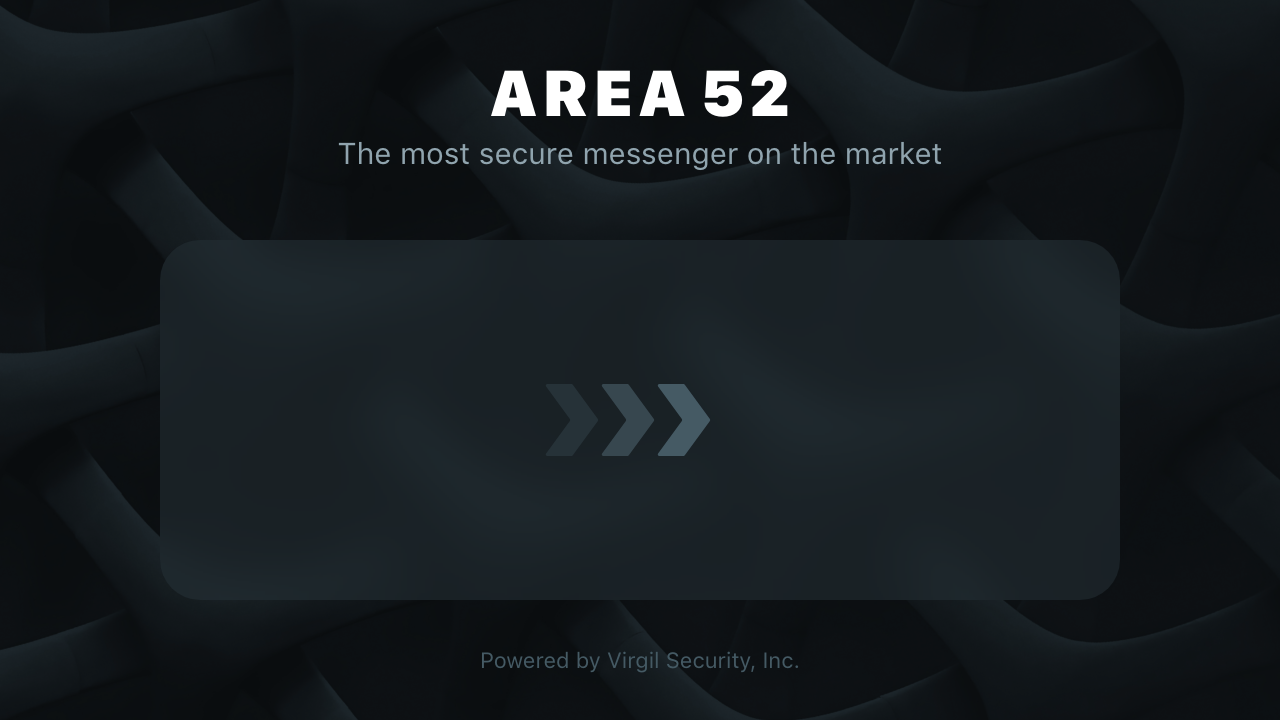 AREA 52
The most secure messenger on the market
Powered by Virgil Security, Inc.